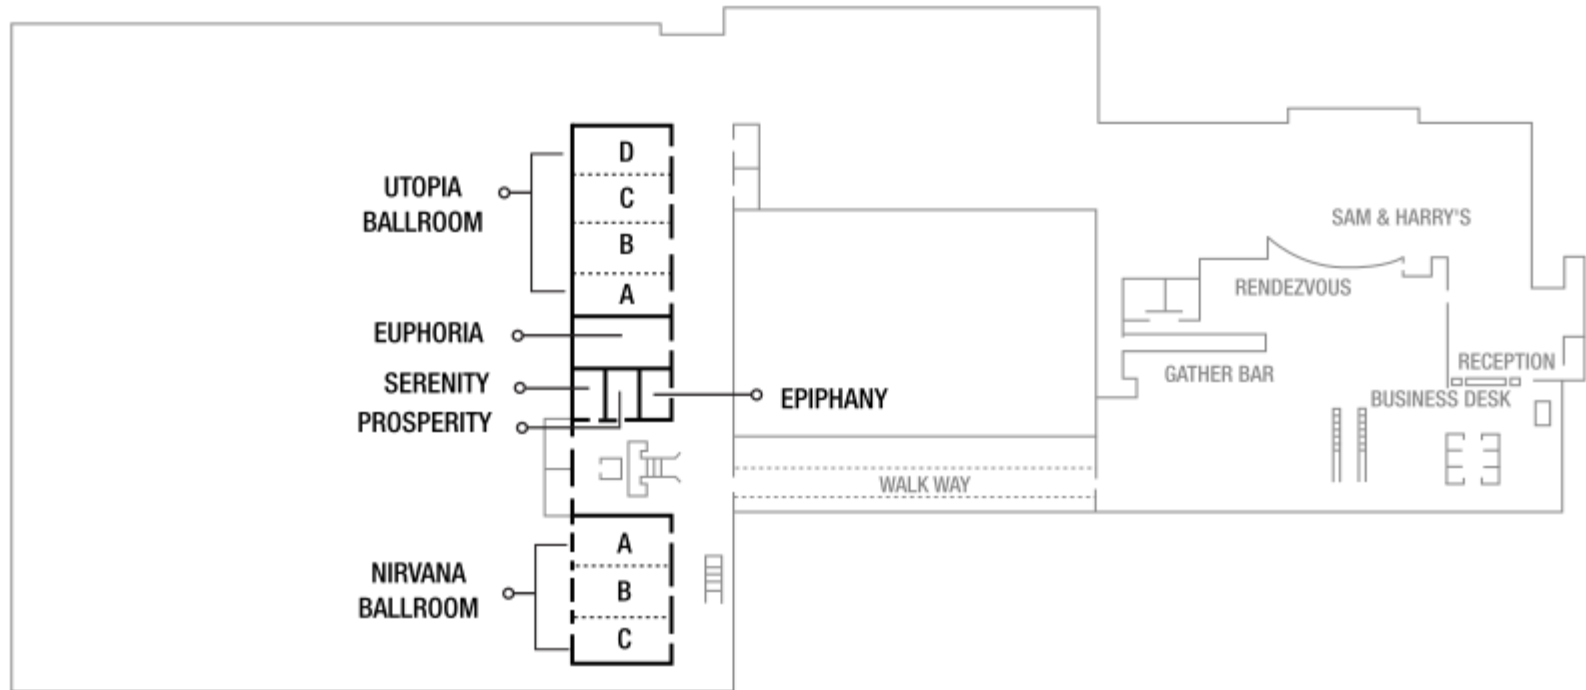 D
UTOPIA
BALLROOM
C
B
A
EUPHORIA
SERENITY
PROSPERITY
EPIPHANY
A
NIRVANA
BALLROOM
B
C
WALK WAY
SAM & HARRY'S
RENDEZVOUS
GATHER BAR
RECEPTION
BUSINESS DESK